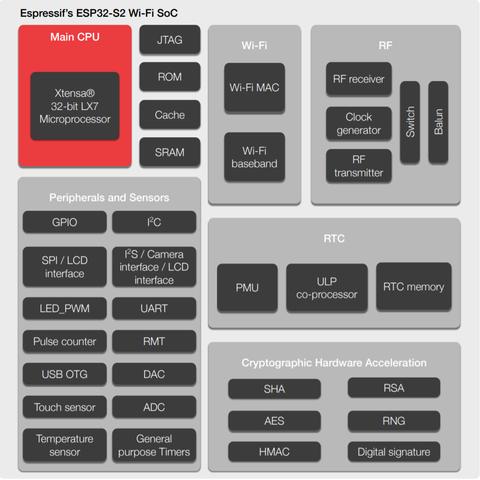 Espressif's ESP32-S2 Wi-Fi SoC
Main CPU
Xtensa®
32-bit LX7
Microprocessor
JTAG
ROM
Cache
SRAM
Wi-Fi
Wi-Fi MAC
Wi-Fi
baseband
RF
RF receiver
Clock
generator
RF
transmitter
Switch
Balun
Peripherals and Sensors
GPIO
I²C
SPI / LCD
interface
I²S / Camera
interface / LCD
interface
LED_PWM
UART
Pulse counter
RMT
USB OTG
DAC
Touch sensor
ADC
Temperature
sensor
General
purpose Timers
RTC
PMU
ULP
co-processor
RTC memory
Cryptographic Hardware Acceleration
SHA
RSA
AES
RNG
HMAC
Digital signature